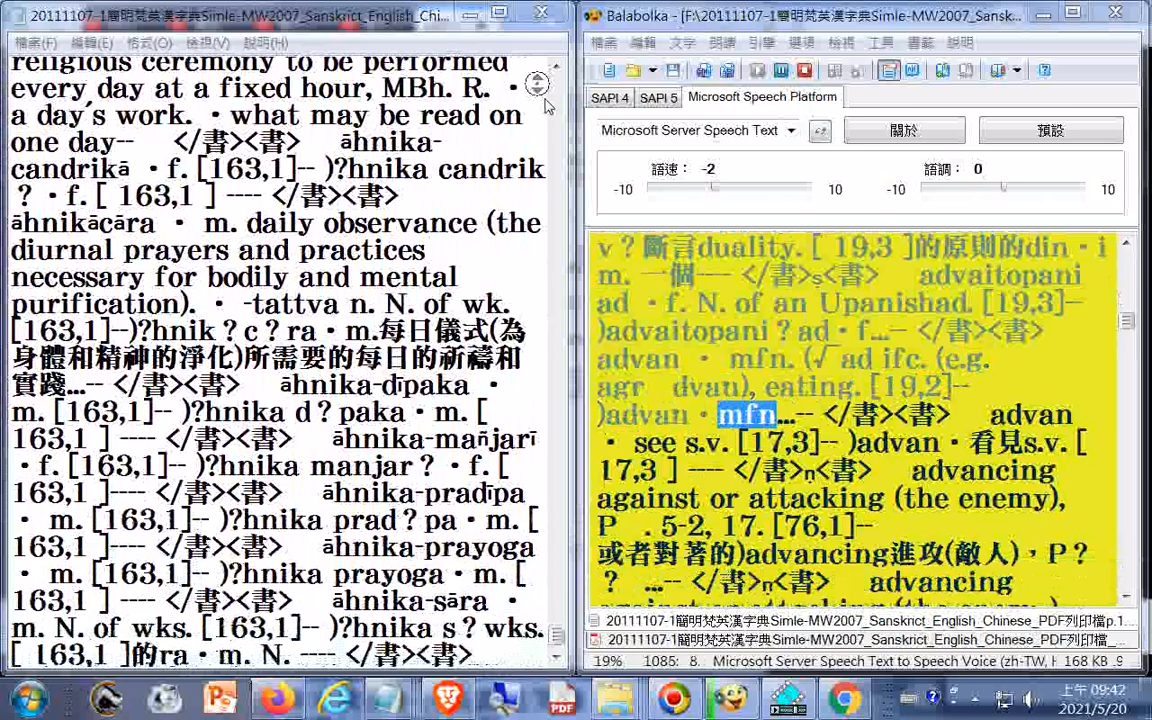 20111107-1簡明梵英漢字典Simle-MW2007_Sanskrict_English_Chi...
檔案(F) 編輯(E) 格式(O) 檢視(V) 說明(H)
religious ceremony to be performed
every day at a fixed hour, MBh. R. ・
a day's work. ・what may be read on
one day-- </書><書> āhnika-
candrikā ・f. [163,1]-- )?hnika candrik
? ・f. [ 163,1 ] ---- </書><書>
āhnikācāra ・ m. daily observance (the
diurnal prayers and practices
necessary for bodily and mental
purification). ・ -tattva n. N. of wk.
[163,1]--)?hnik ? c ? ra・m.每日儀式(為
身體和精神的淨化)所需要的每日的祈禱和
實踐...-- </書><書> āhnika-dīpaka ・
m. [163,1]-- )?hnika d ? paka・m. [
163,1 ]---- </書><書> āhnika-mañjarī
・f. [163,1]-- )?hnika manjar ? ・f. [
163,1 ]---- </書><書> āhnika-pradīpa
・ m. [163,1]-- )?hnika prad ? pa・m. [
163,1 ]---- </書><書> āhnika-prayoga
・ m. [163,1]-- )?hnika prayoga・m. [
163,1 ]---- </書><書> āhnika-sāra ・
m. N. of wks. [163,1]--)?hnika s ? wks.
[ 163,1 ]的ra・m. N. ---- </書><書>
Balabolka - [F:\20111107-1簡明梵英漢字典Simle-MW2007_Sansk...
檔案 編輯 文字 朗讀 引擎 選項 檢視 工具 書籤 說明
SAPI 4 SAPI 5 Microsoft Speech Platform
Microsoft Server Speech Text 關於 預設
語速： -2 語調： 0
-10 10 -10 10
v ? 斷言duality. [ 19,3 ]的原則的din・i
m. 一個---- </書>ṣ<書> advaitopani
ad ・f. N. of an Upanishad. [19,3]--
)advaitopani ? ad・f...-- </書><書>
advan ・ mfn. (√ ad ifc. (e.g.
agr dvan), eating. [19,2]--
)advan・mfn...-- </書><書> advan
・ see s.v. [17,3]-- )advan・看見s.v. [
17,3 ] ---- </書>ṇ<書> advancing
against or attacking (the enemy),
P . 5-2, 17. [76,1]--
或者對著的)advancing進攻(敵人)，P ?
? ...-- </書>ṇ<書> advancing
against or attacking (the enemy)
20111107-1簡明梵英漢字典Simle-MW2007_Sanskrict_English_Chinese_PDF列印檔p.1...
20111107-1簡明梵英漢字典Simle-MW2007_Sanskrict_English_Chinese_PDF列印檔...
19% 1085: 8. Microsoft Server Speech Text to Speech Voice (zh-TW, H 168 KB .9
上午 09:42
2021/5/20